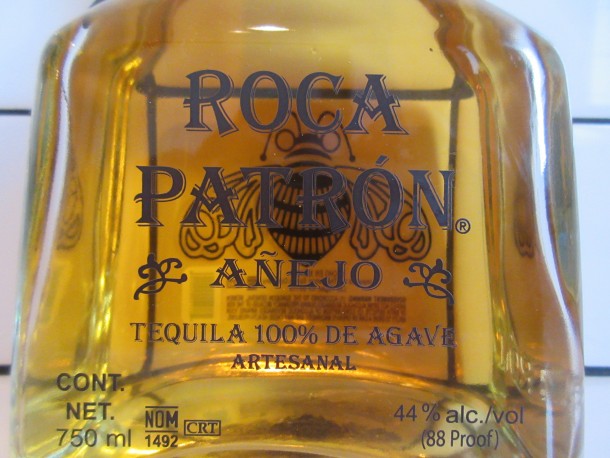 ROCA
PATRÓN®
AÑEJO
TEQUILA 100% DE AGAVE
ARTESANAL
CONT.
NET.
750 ml
NOM
1492
CRT
44% alc./vol
(88 Proof)